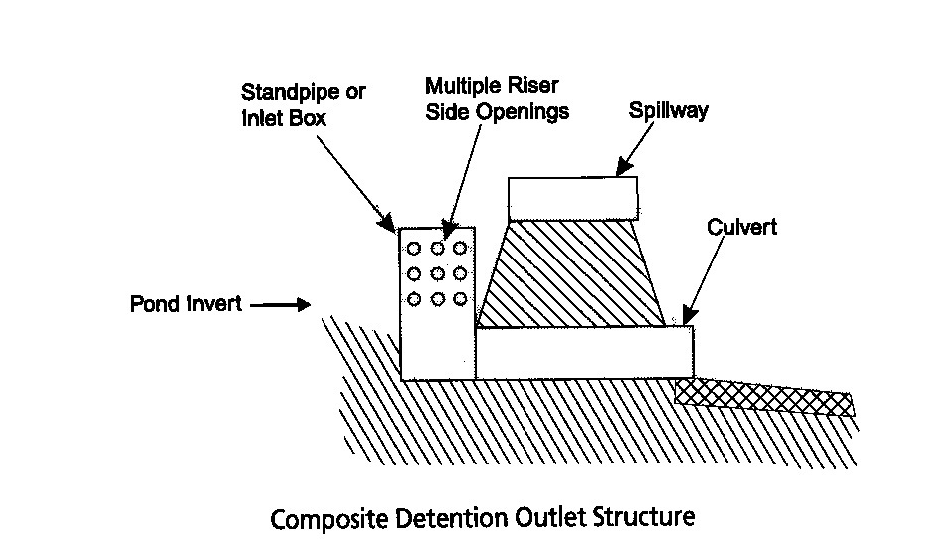 Standpipe or
Inlet Box
Multiple Riser
Side Openings
Spillway
Culvert
Pond Invert
Composite Detention Outlet Structure